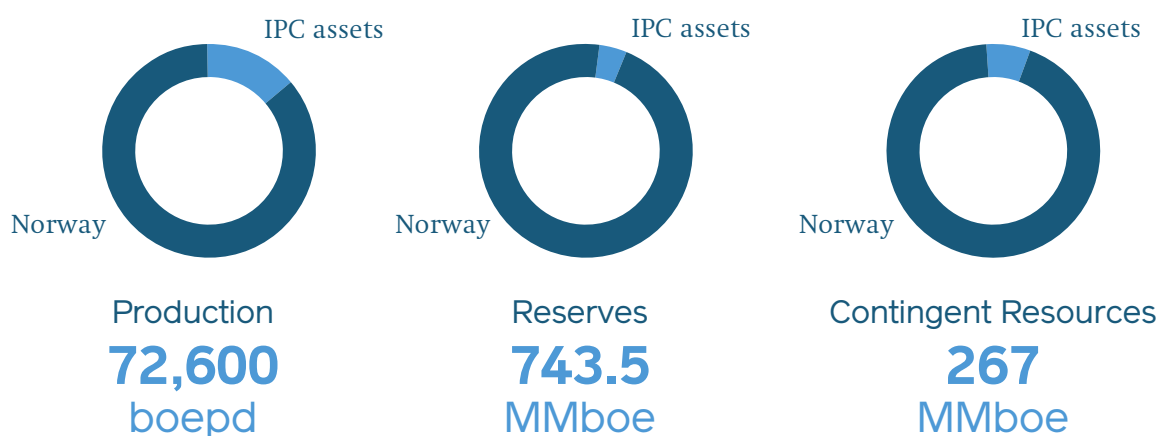 IPC assets
Norway
Production
72,600
boepd
IPC assets
Norway
Reserves
743.5
MMboe
IPC assets
Norway
Contingent Resources
267
MMboe